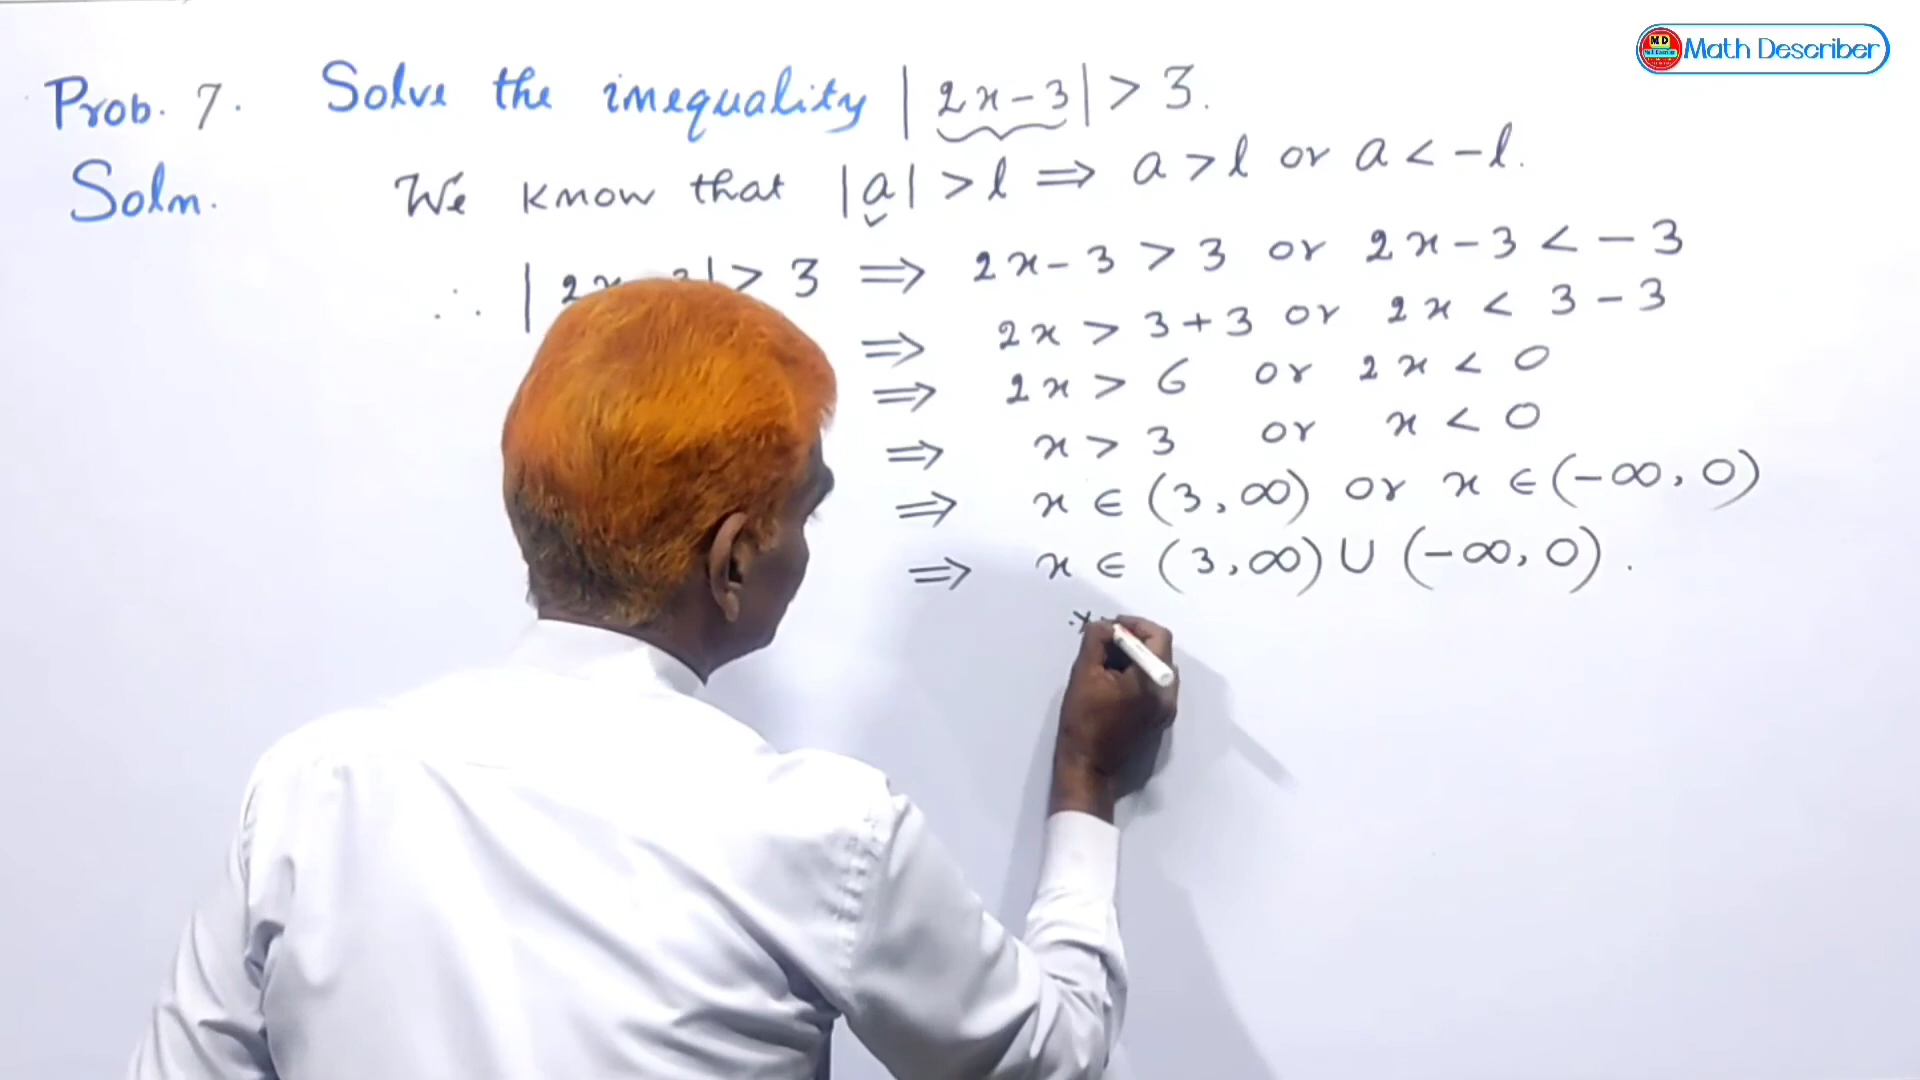 MD Math Describer
Prob. 7. Solve the inequality |2x-3| > 3.
Soln. We know that |a| > l ⇒ a > l or a < -l.
∴ |2x-3| > 3 ⇒ 2x-3 > 3 or 2x-3 < -3
⇒ 2x > 3+3 or 2x < 3-3
⇒ 2x > 6 or 2x < 0
⇒ x > 3 or x < 0
⇒ x ∈ (3, ∞) or x ∈ (-∞, 0)
⇒ x ∈ (3, ∞) ∪ (-∞, 0).